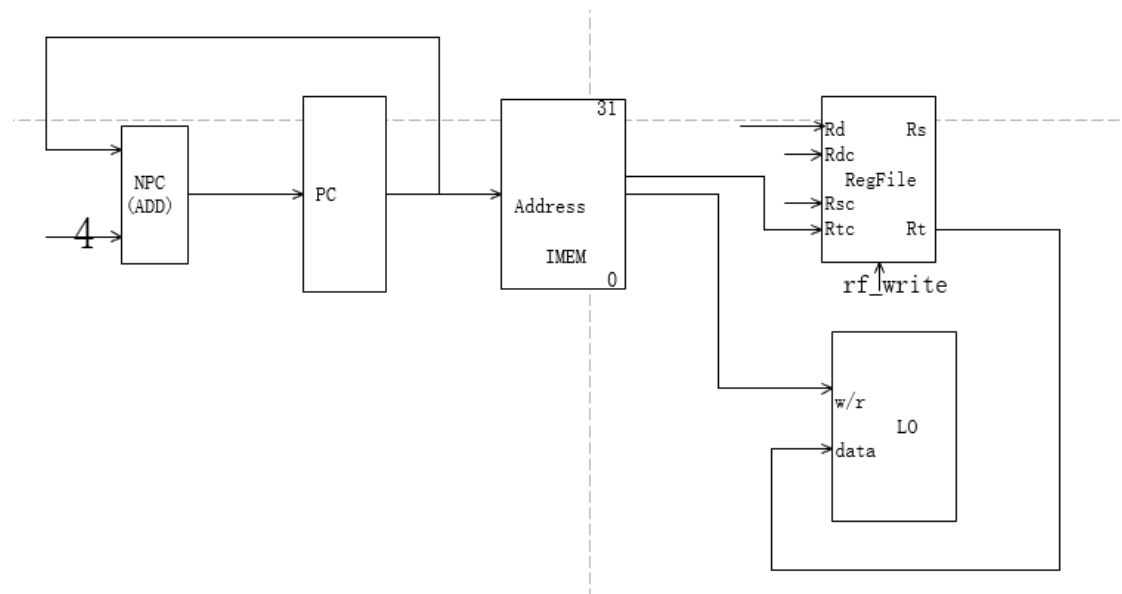 NPC
(ADD)
4
PC
31
Address
IMEM
0
Rd
Rs
Rdc
RegFile
Rsc
Rtc
Rt
rf_write
w/r
LO
data